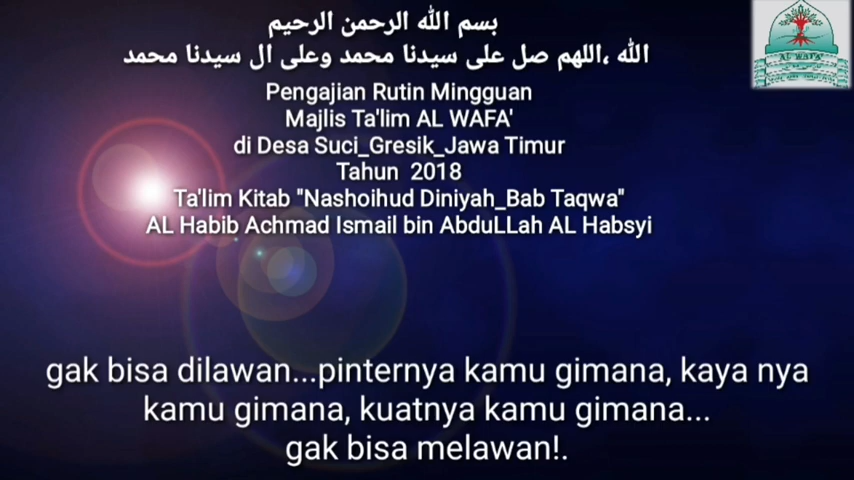 بسم الله الرحمن الرحيم
الله ،اللهم صل على سيدنا محمد وعلى ال سيدنا محمد
Pengajian Rutin Mingguan
Majlis Ta'lim AL WAFA'
di Desa Suci_Gresik_Jawa Timur
Tahun  2018
Ta'lim Kitab "Nashoihud Diniyah_Bab Taqwa"
AL Habib Achmad Ismail bin AbduLLah AL Habsyi
AL WAFA'
gak bisa dilawan...pinternya kamu gimana, kaya nya
kamu gimana, kuatnya kamu gimana...
gak bisa melawan!.